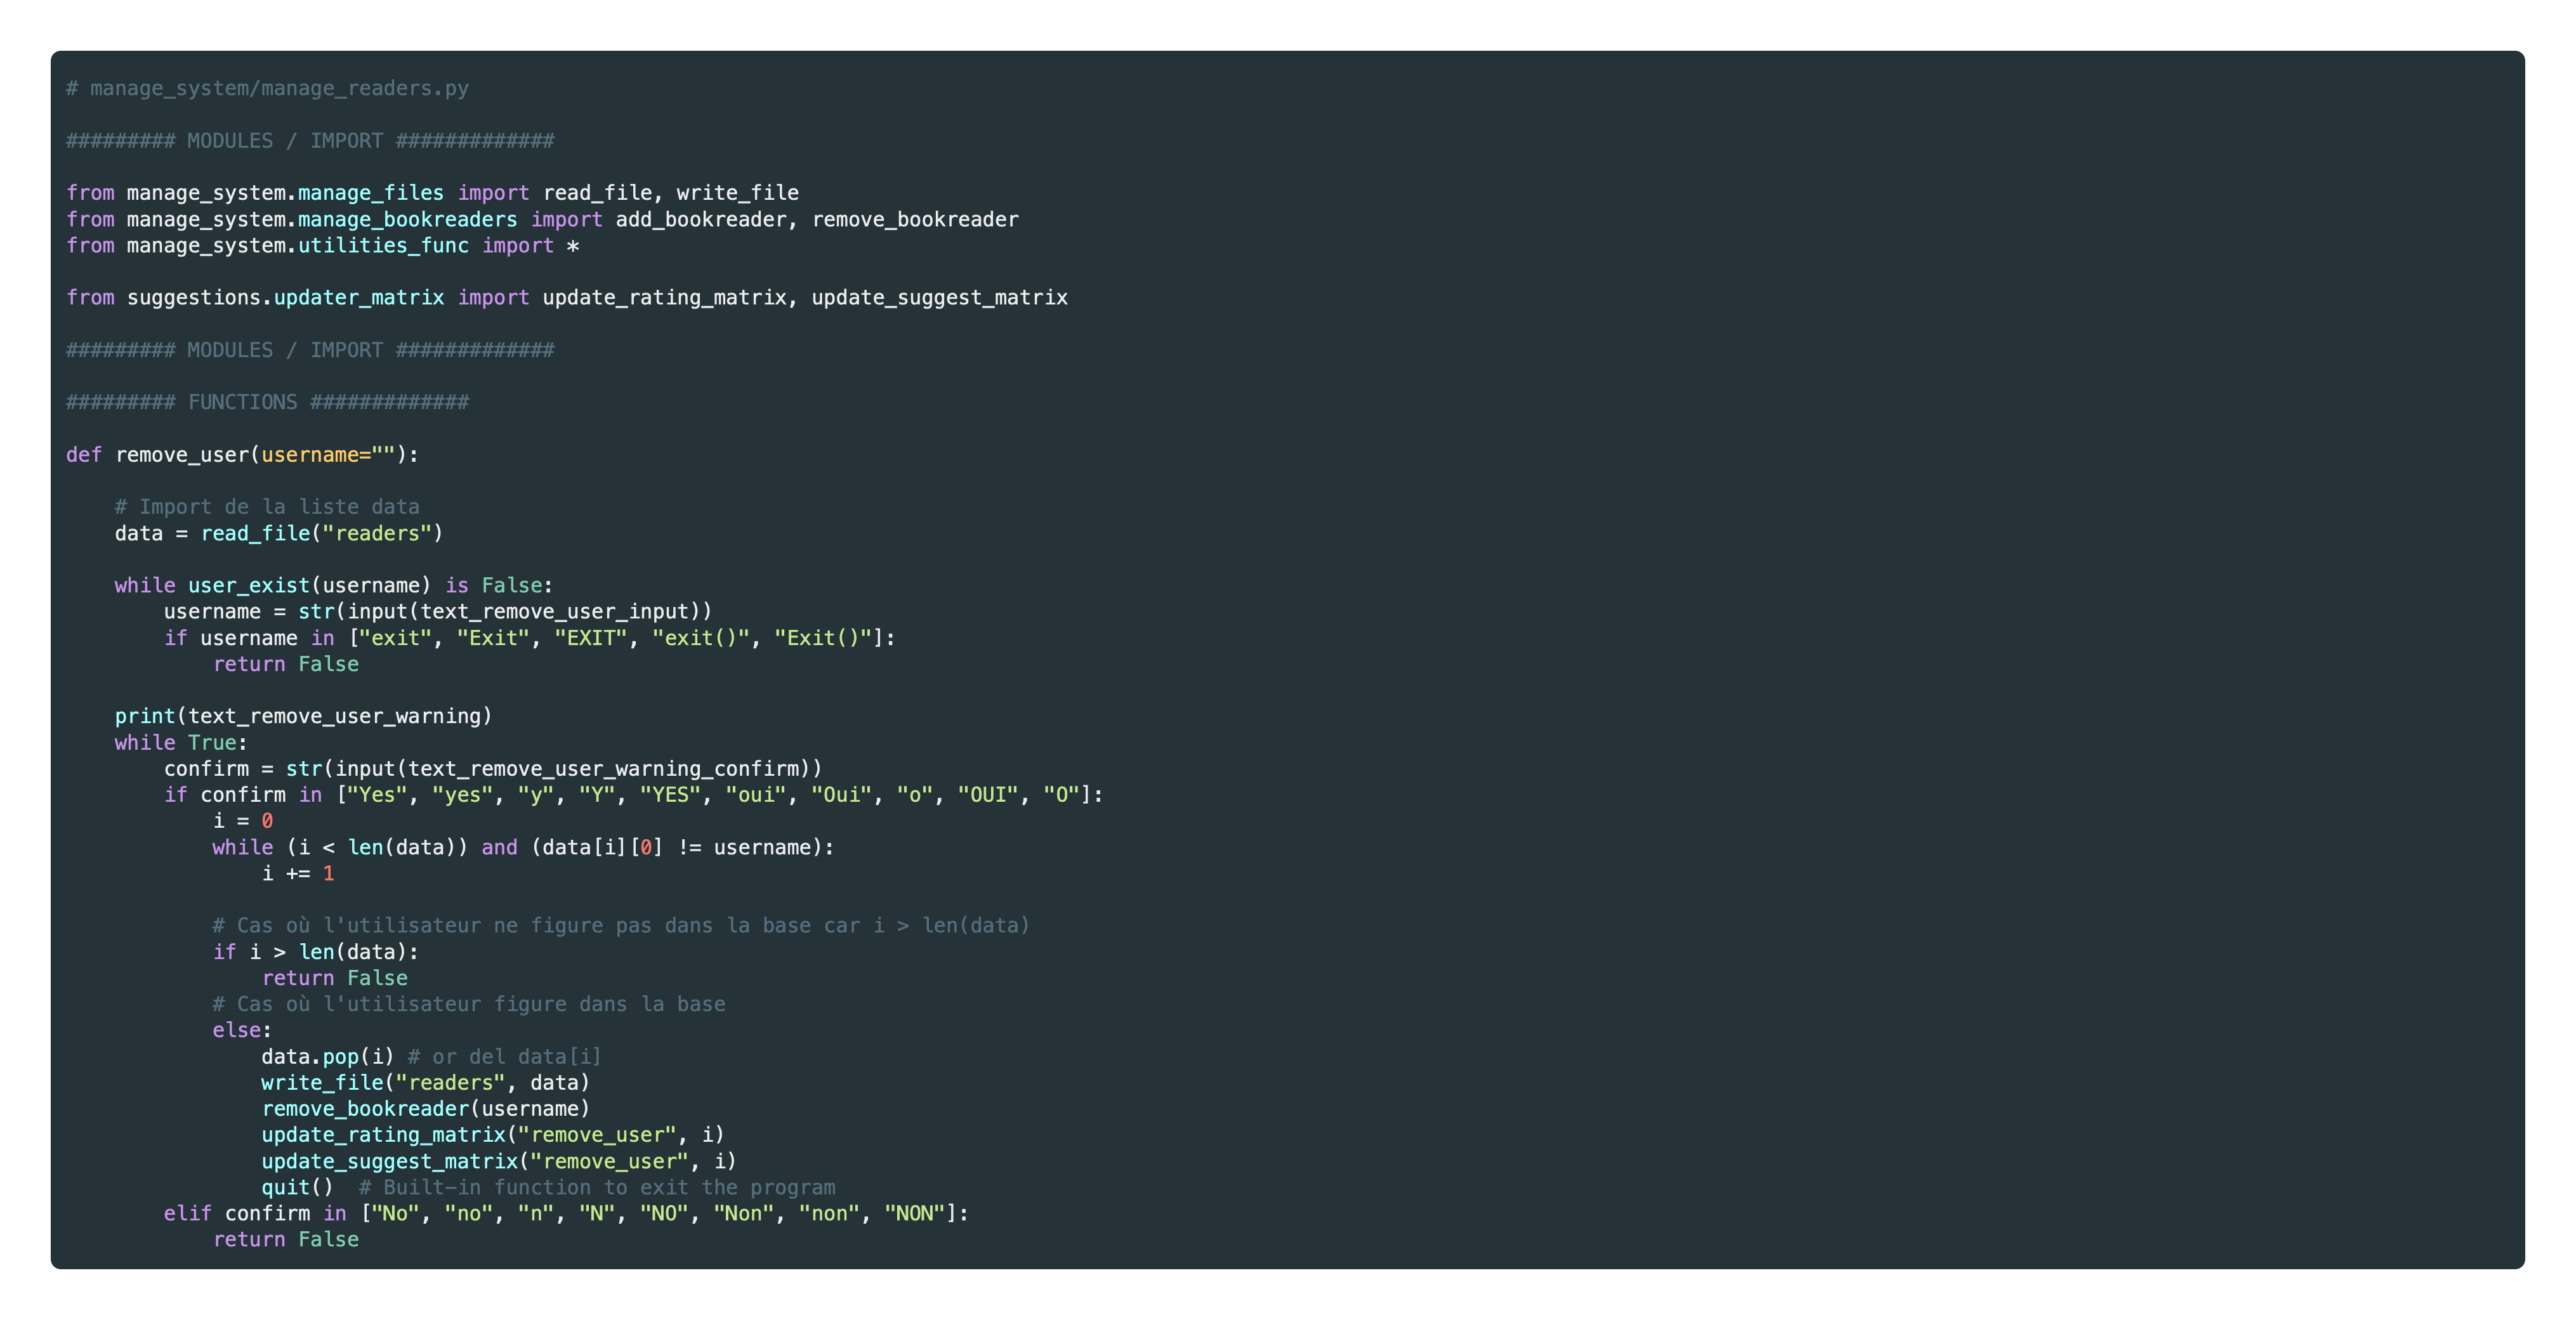 # manage_system/manage_readers.py
######### MODULES / IMPORT #############
from manage_system.manage_files import read_file, write_file
from manage_system.manage_bookreaders import add_bookreader, remove_bookreader
from manage_system.utilities_func import *
from suggestions.updater_matrix import update_rating_matrix, update_suggest_matrix
######### MODULES / IMPORT #############
######### FUNCTIONS #############
def remove_user(username=""):
    # Import de la liste data
    data = read_file("readers")
    while user_exist(username) is False:
        username = str(input(text_remove_user_input))
        if username in ["exit", "Exit", "EXIT", "exit()", "Exit()"]:
            return False
    print(text_remove_user_warning)
    while True:
        confirm = str(input(text_remove_user_warning_confirm))
        if confirm in ["Yes", "yes", "y", "Y", "YES", "oui", "Oui", "o", "OUI", "O"]:
            i = 0
            while (i < len(data)) and (data[i][0] != username):
                i += 1
            # Cas où l'utilisateur ne figure pas dans la base car i > len(data)
            if i > len(data):
                return False
            # Cas où l'utilisateur figure dans la base
            else:
                data.pop(i) # or del data[i]
                write_file("readers", data)
                remove_bookreader(username)
                update_rating_matrix("remove_user", i)
                update_suggest_matrix("remove_user", i)
                quit()  # Built-in function to exit the program
        elif confirm in ["No", "no", "n", "N", "NO", "Non", "non", "NON"]:
            return False